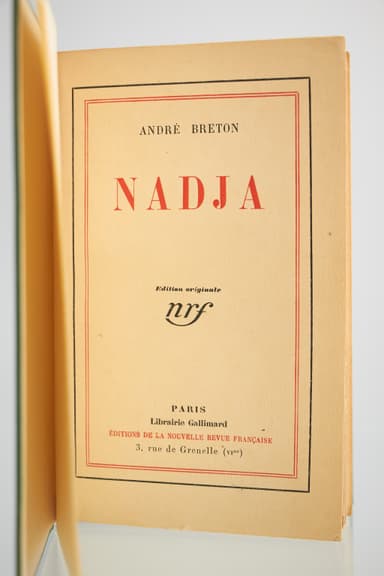 ANDRÉ BRETON
NADJA
Edition originale
nrf
PARIS
Librairie Gallimard
ÉDITIONS DE LA NOUVELLE REVUE FRANÇAISE
3, rue de Grenelle (VIme)